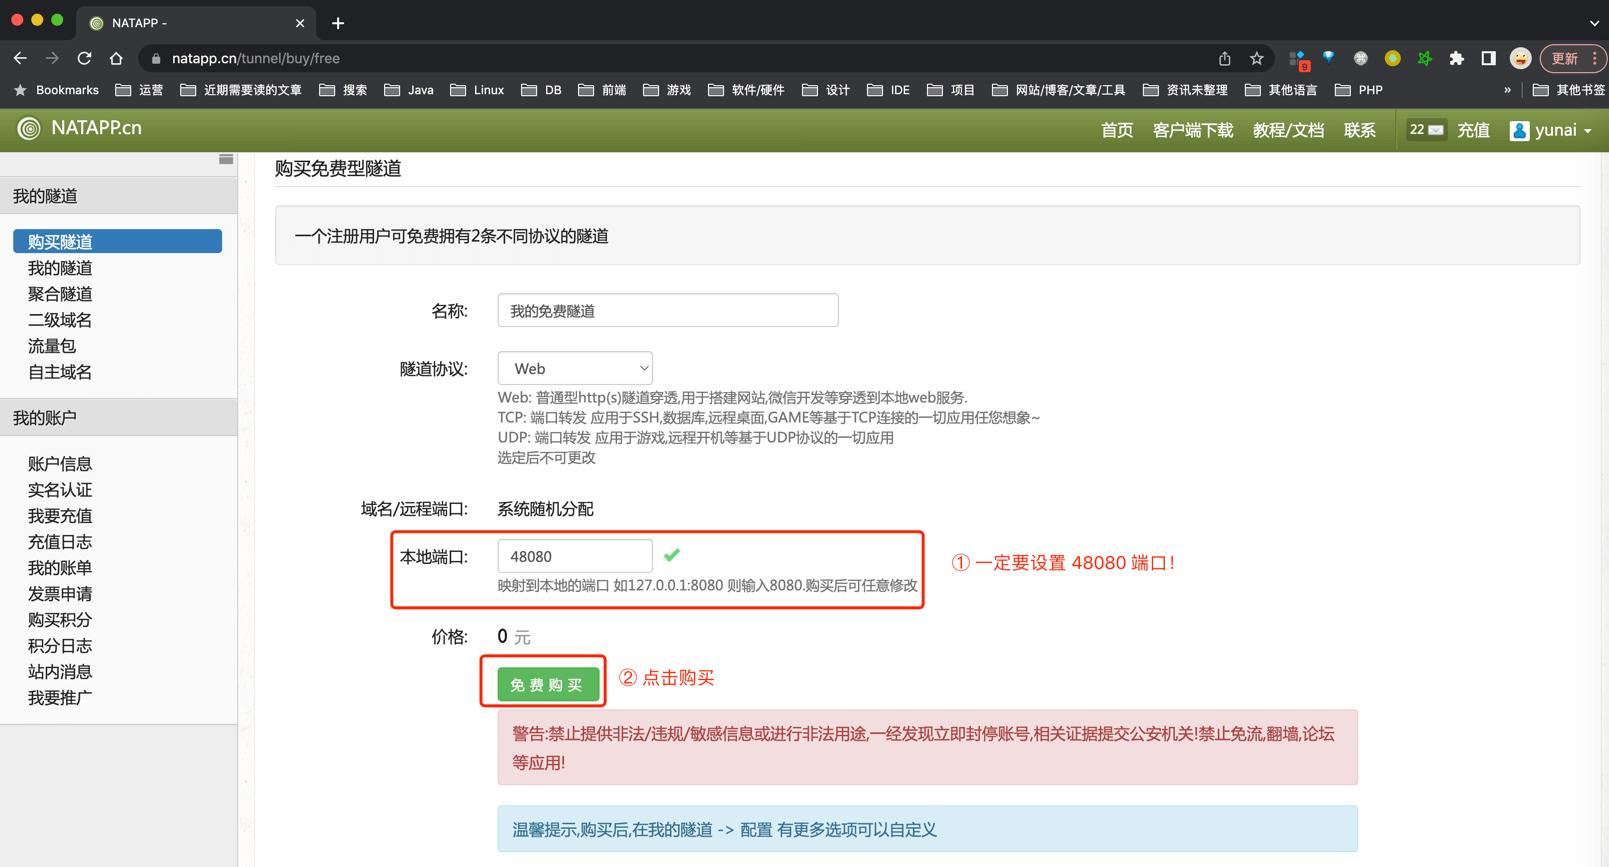 NATAPP -
natapp.cn/tunnel/buy/free
9
更新
Bookmarks 运营 近期需要读的文章 搜索 Java Linux DB 前端 游戏 软件/硬件 设计 IDE 项目 网站/博客/文章/工具 资讯未整理 其他语言 PHP » 其他书签
NATAPP.cn
首页 客户端下载 教程/文档 联系 22 充值 yunai
我的隧道
购买隧道
我的隧道
聚合隧道
二级域名
流量包
自主域名
我的账户
账户信息
实名认证
我要充值
充值日志
我的账单
发票申请
购买积分
积分日志
站内消息
我要推广
购买免费型隧道
一个注册用户可免费拥有2条不同协议的隧道
名称: 我的免费隧道
隧道协议: Web
Web: 普通型http(s)隧道穿透,用于搭建网站,微信开发等穿透到本地web服务.
TCP: 端口转发 应用于SSH,数据库,远程桌面,GAME等基于TCP连接的一切应用任您想象~
UDP: 端口转发 应用于游戏,远程开机等基于UDP协议的一切应用
选定后不可更改
域名/远程端口: 系统随机分配
本地端口: 48080
① 一定要设置 48080 端口!
映射到本地的端口 如127.0.0.1:8080 则输入8080.购买后可任意修改
价格: 0 元
免费购买
② 点击购买
警告:禁止提供非法/违规/敏感信息或进行非法用途,一经发现立即封停账号,相关证据提交公安机关!禁止免流,翻墙,论坛
等应用!
温馨提示,购买后,在我的隧道 -> 配置 有更多选项可以自定义